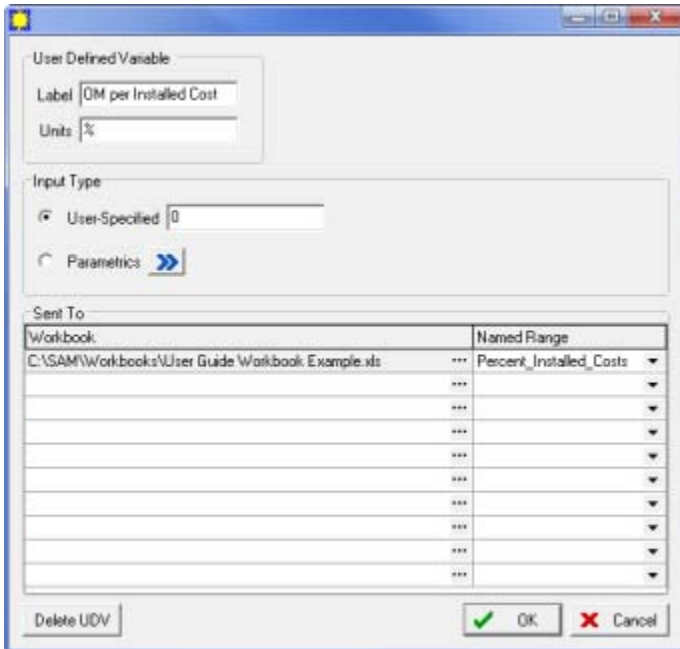 User Defined Variable
Label OM per Installed Cost
Units %
Input Type
User-Specified 0
Parametrics
Sent To
Workbook Named Range
C:\SAM\Workbooks\User Guide Workbook Example.xls ... Percent_Installed_Costs
...
...
...
...
...
...
...
...
...
Delete UDV OK Cancel